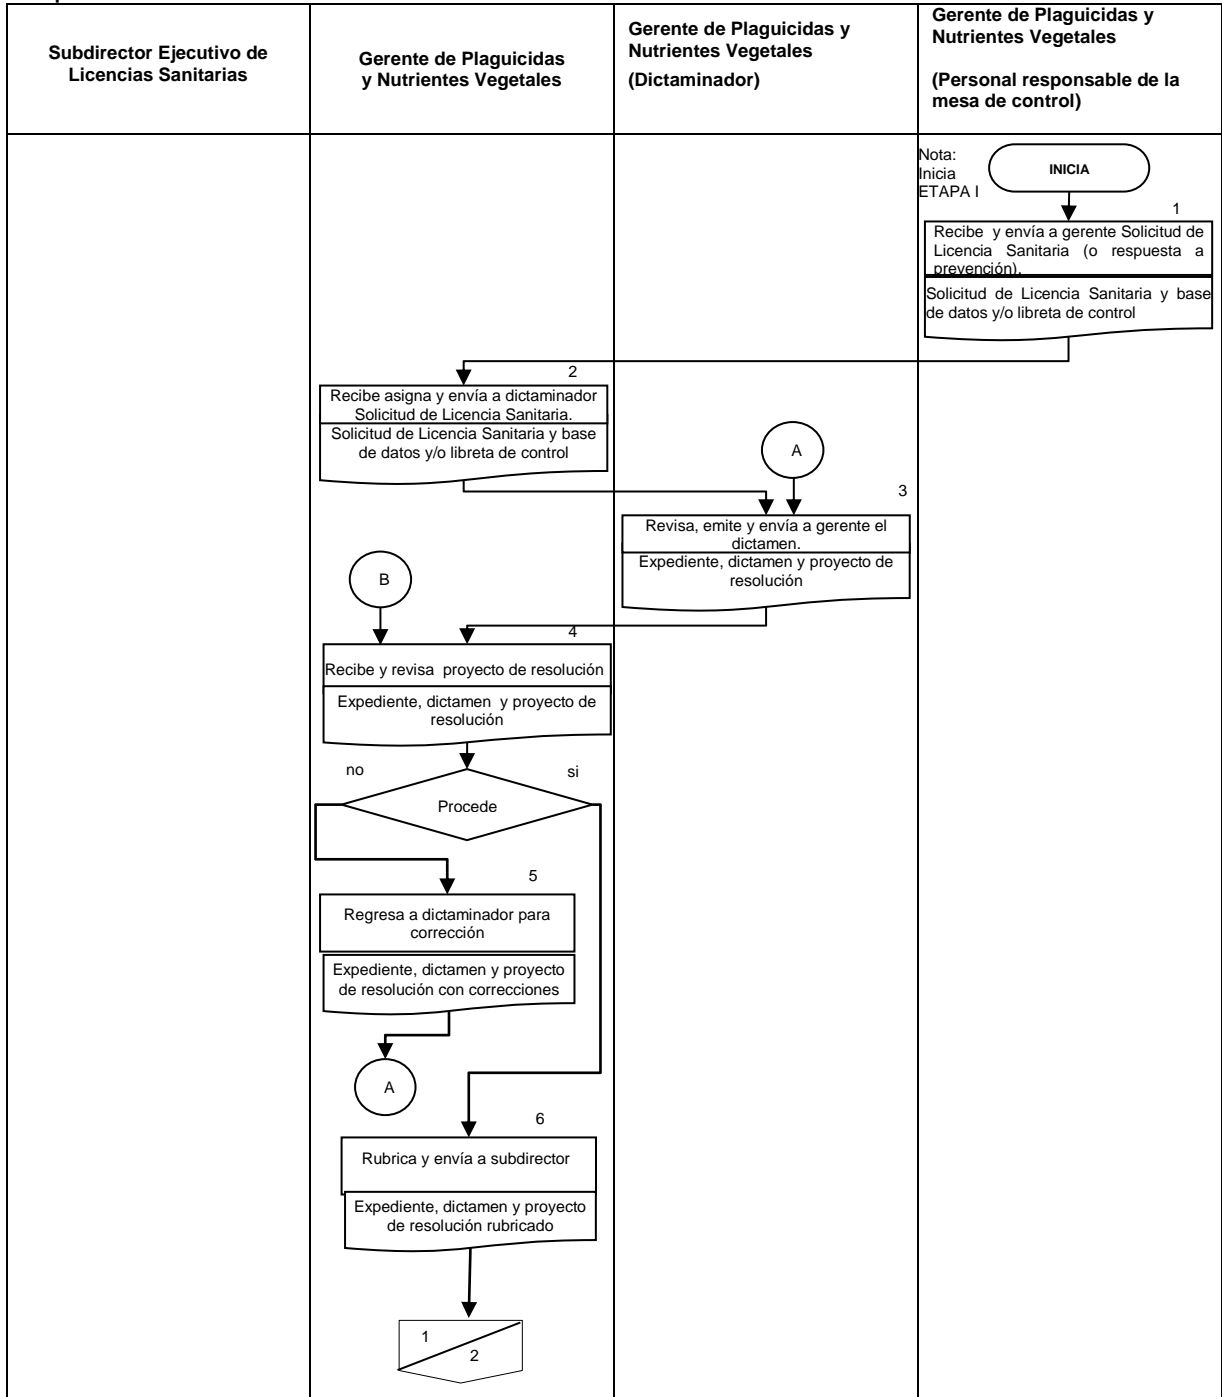 Subdirector Ejecutivo de
Licencias Sanitarias
Gerente de Plaguicidas
y Nutrientes Vegetales
Gerente de Plaguicidas y
Nutrientes Vegetales
(Dictaminador)
Gerente de Plaguicidas y
Nutrientes Vegetales
(Personal responsable de la
mesa de control)
Nota:
Inicia
ETAPA I
INICIA
1
Recibe y envía a gerente Solicitud de
Licencia Sanitaria (o respuesta a
prevención).
Solicitud de Licencia Sanitaria y base
de datos y/o libreta de control
2
Recibe asigna y envía a dictaminador
Solicitud de Licencia Sanitaria.
Solicitud de Licencia Sanitaria y base
de datos y/o libreta de control
A
3
Revisa, emite y envía a gerente el
dictamen.
Expediente, dictamen y proyecto de
resolución
B
4
Recibe y revisa proyecto de resolución
Expediente, dictamen y proyecto de
resolución
no
si
Procede
5
Regresa a dictaminador para
corrección
Expediente, dictamen y proyecto
de resolución con correcciones
A
6
Rubrica y envía a subdirector
Expediente, dictamen y proyecto
de resolución rubricado
1
2